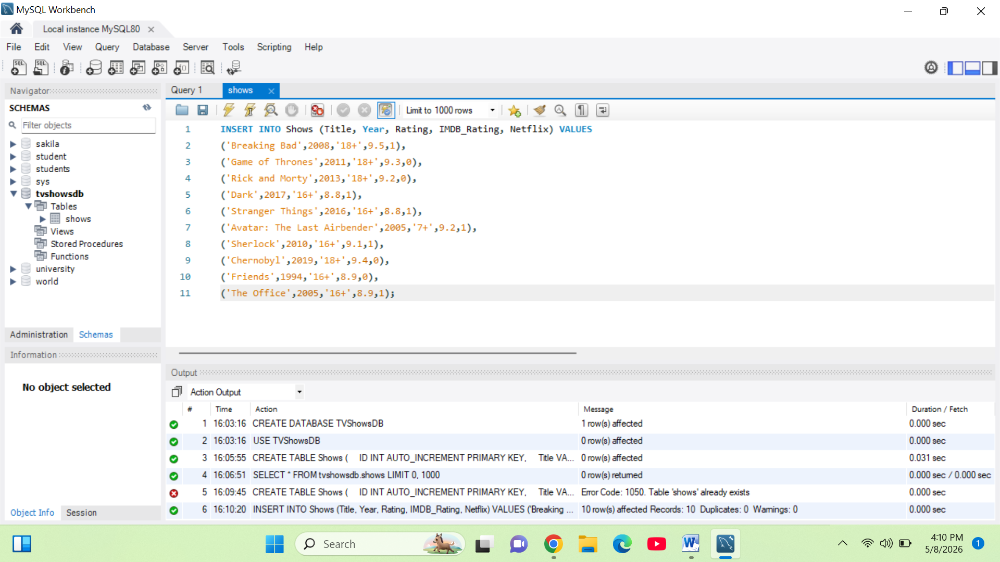 MySQL Workbench
Local instance MySQL80
File Edit View Query Database Server Tools Scripting Help
Navigator
SCHEMAS
Filter objects
sakila
student
students
sys
tvshowsdb
Tables
shows
Views
Stored Procedures
Functions
university
world
Administration Schemas
Information
No object selected
Object Info Session
Query 1 shows
Limit to 1000 rows
1 INSERT INTO Shows (Title, Year, Rating, IMDB_Rating, Netflix) VALUES
2 ('Breaking Bad',2008,'18+',9.5,1),
3 ('Game of Thrones',2011,'18+',9.3,0),
4 ('Rick and Morty',2013,'18+',9.2,0),
5 ('Dark',2017,'16+',8.8,1),
6 ('Stranger Things',2016,'16+',8.8,1),
7 ('Avatar: The Last Airbender',2005,'7+',9.2,1),
8 ('Sherlock',2010,'16+',9.1,1),
9 ('Chernobyl',2019,'18+',9.4,0),
10 ('Friends',1994,'16+',8.9,0),
11 ('The Office',2005,'16+',8.9,1);
Output
Action Output
# Time Action Message Duration / Fetch
1 16:03:16 CREATE DATABASE TVShowsDB 1 row(s) affected 0.000 sec
2 16:03:16 USE TVShowsDB 0 row(s) affected 0.000 sec
3 16:05:55 CREATE TABLE Shows ( ID INT AUTO_INCREMENT PRIMARY KEY, Title VA... 0 row(s) affected 0.031 sec
4 16:06:51 SELECT * FROM tvshowsdb.shows LIMIT 0, 1000 0 row(s) returned 0.000 sec / 0.000 sec
5 16:09:45 CREATE TABLE Shows ( ID INT AUTO_INCREMENT PRIMARY KEY, Title VA... Error Code: 1050. Table 'shows' already exists 0.000 sec
6 16:10:20 INSERT INTO Shows (Title, Year, Rating, IMDB_Rating, Netflix) VALUES ('Breaking ... 10 row(s) affected Records: 10 Duplicates: 0 Warnings: 0 0.000 sec
Search
4:10 PM
5/8/2026
1